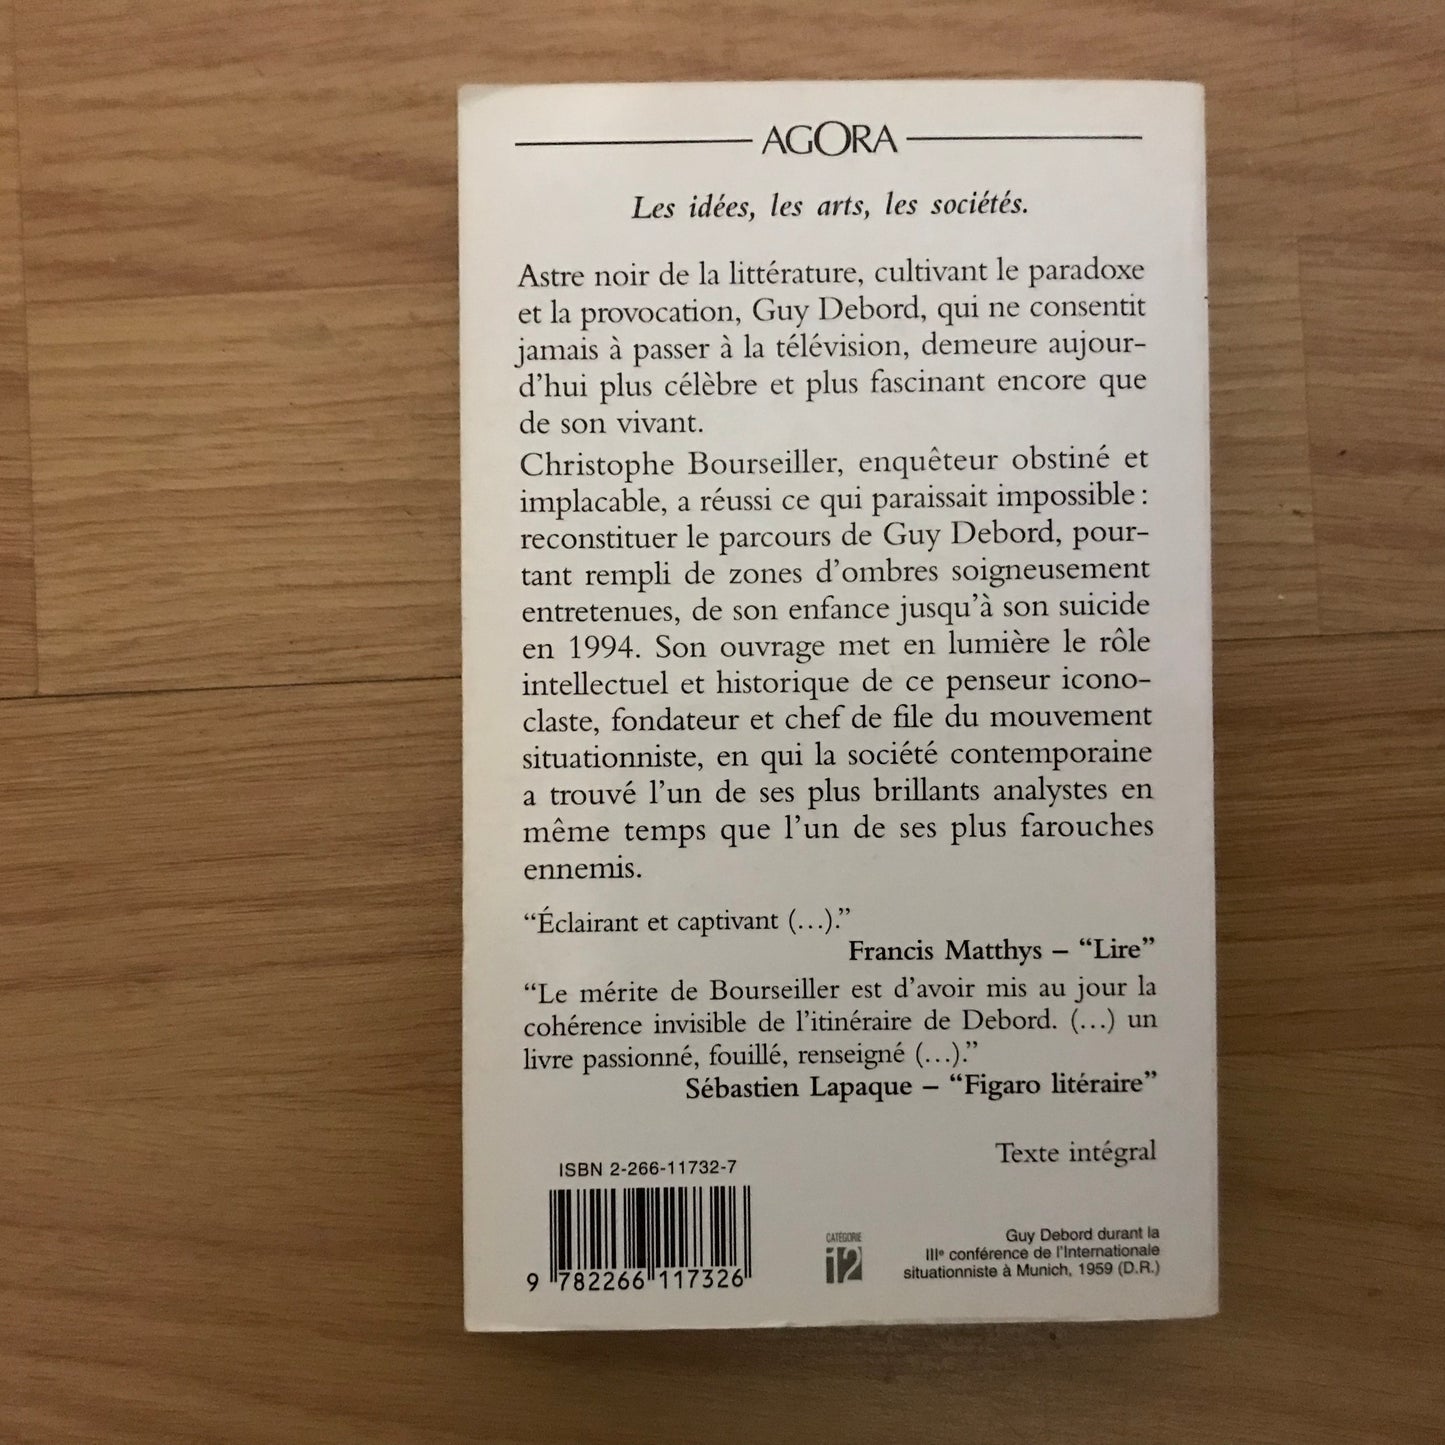 AGORA
Les idées, les arts, les sociétés.
Astre noir de la littérature, cultivant le paradoxe
et la provocation, Guy Debord, qui ne consentit
jamais à passer à la télévision, demeure aujour-
d'hui plus célèbre et plus fascinant encore que
de son vivant.
Christophe Bourseiller, enquêteur obstiné et
implacable, a réussi ce qui paraissait impossible :
reconstituer le parcours de Guy Debord, pour-
tant rempli de zones d'ombres soigneusement
entretenues, de son enfance jusqu'à son suicide
en 1994. Son ouvrage met en lumière le rôle
intellectuel et historique de ce penseur icono-
claste, fondateur et chef de file du mouvement
situationniste, en qui la société contemporaine
a trouvé l'un de ses plus brillants analystes en
même temps que l'un de ses plus farouches
ennemis.
“Éclairant et captivant (…).”
Francis Matthys – “Lire”
“Le mérite de Bourseiller est d'avoir mis au jour la
cohérence invisible de l'itinéraire de Debord. (…) un
livre passionné, fouillé, renseigné (…).”
Sébastien Lapaque – “Figaro litéraire”
Texte intégral
ISBN 2-266-11732-7
9 782266 117326
CATÉGORIE
i12
Guy Debord durant la
IIIe conférence de l'Internationale
situationniste à Munich, 1959 (D.R.)